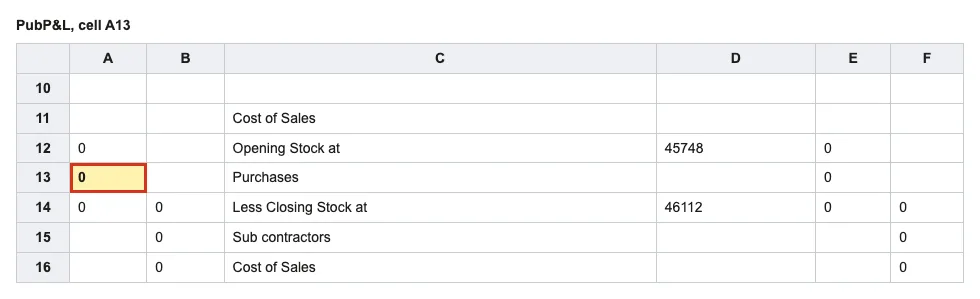 PubP&L, cell A13
A B C D E F
10
11 Cost of Sales
12 0 Opening Stock at 45748 0
13 0 Purchases 0
14 0 0 Less Closing Stock at 46112 0 0
15 0 Sub contractors 0
16 0 Cost of Sales 0